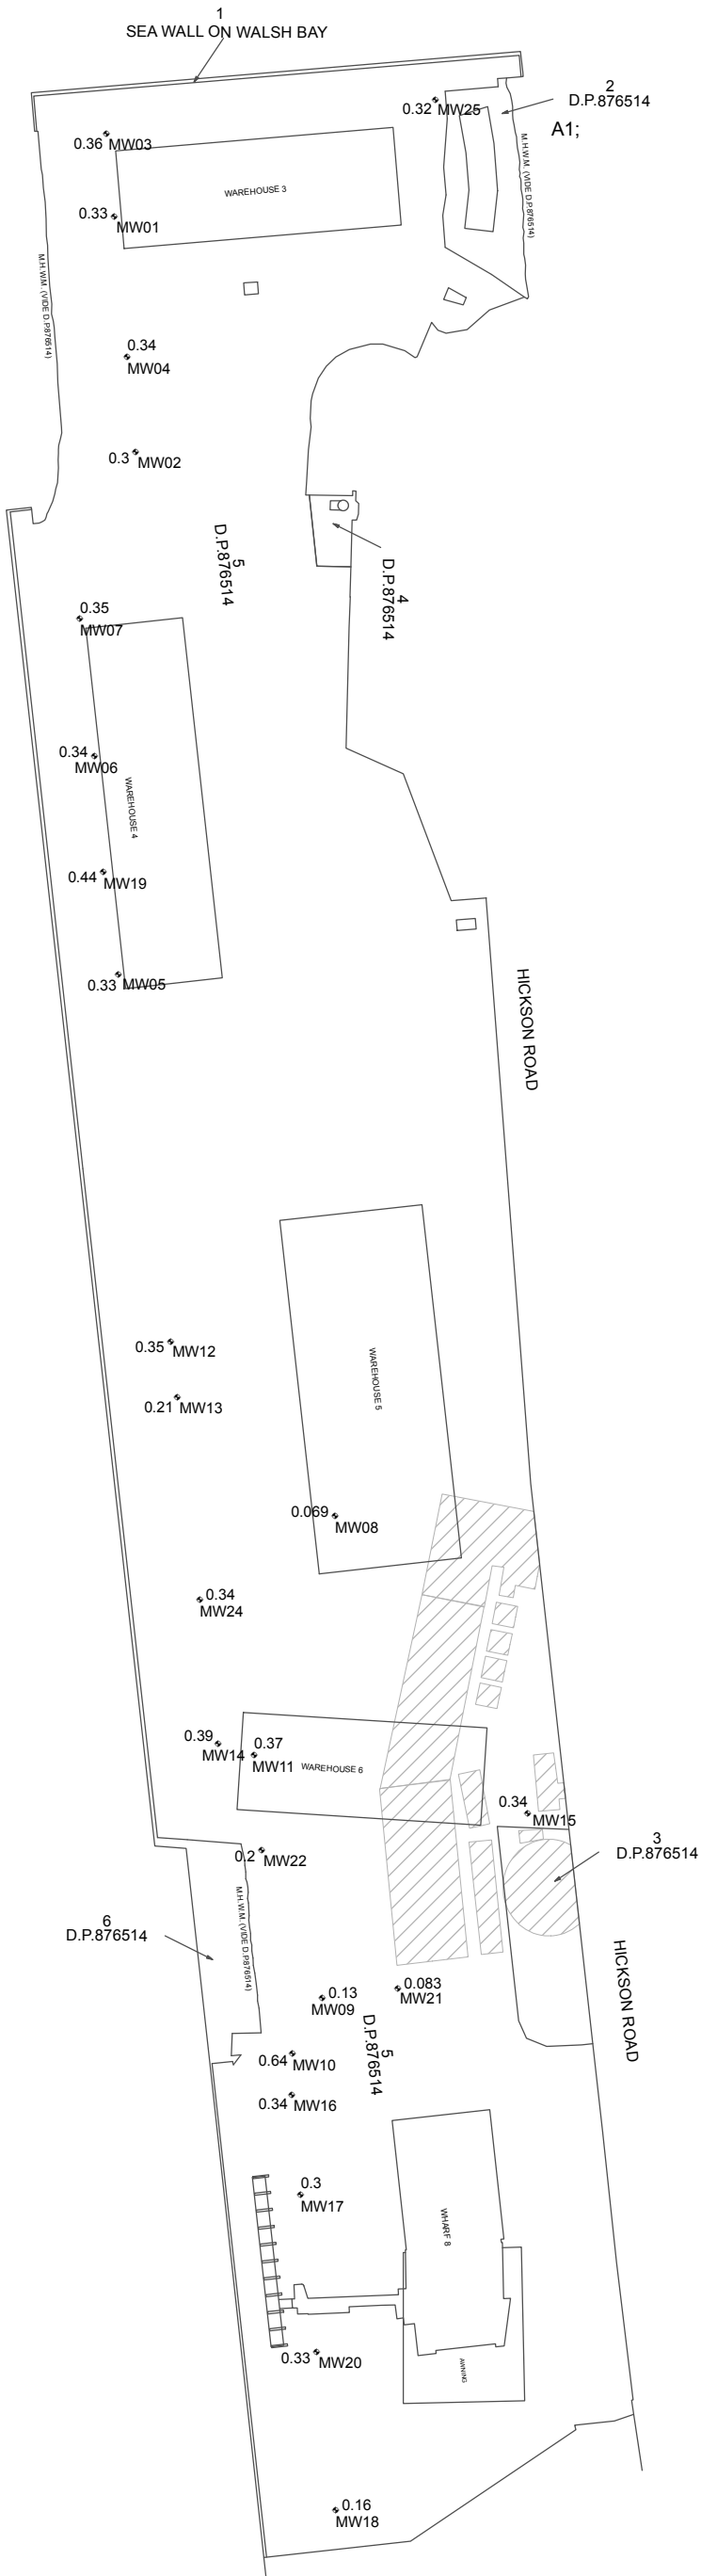 1
SEA WALL ON WALSH BAY
2
D.P.876514
A1;
0.32 MW25
0.36 MW03
M.H.W.M. (VIDE D.P.876514)
WAREHOUSE 3
0.33 MW01
M.H.W.M. (VIDE D.P.876514)
0.34
MW04
0.3 MW02
5
D.P.876514
4
D.P.876514
0.35
MW07
0.34
MW06
WAREHOUSE 4
0.44 MW19
0.33 MW05
HICKSON ROAD
0.35 MW12
WAREHOUSE 5
0.21 MW13
0.069
MW08
0.34
MW24
0.39
MW14
0.37
MW11
WAREHOUSE 6
0.34
MW15
3
D.P.876514
0.2 MW22
M.H.W.M. (VIDE D.P.876514)
6
D.P.876514
HICKSON ROAD
0.083
MW21
0.13
MW09
5
D.P.876514
0.64 MW10
0.34 MW16
0.3
MW17
WHARF 8
0.33 MW20
AWNING
0.16
MW18